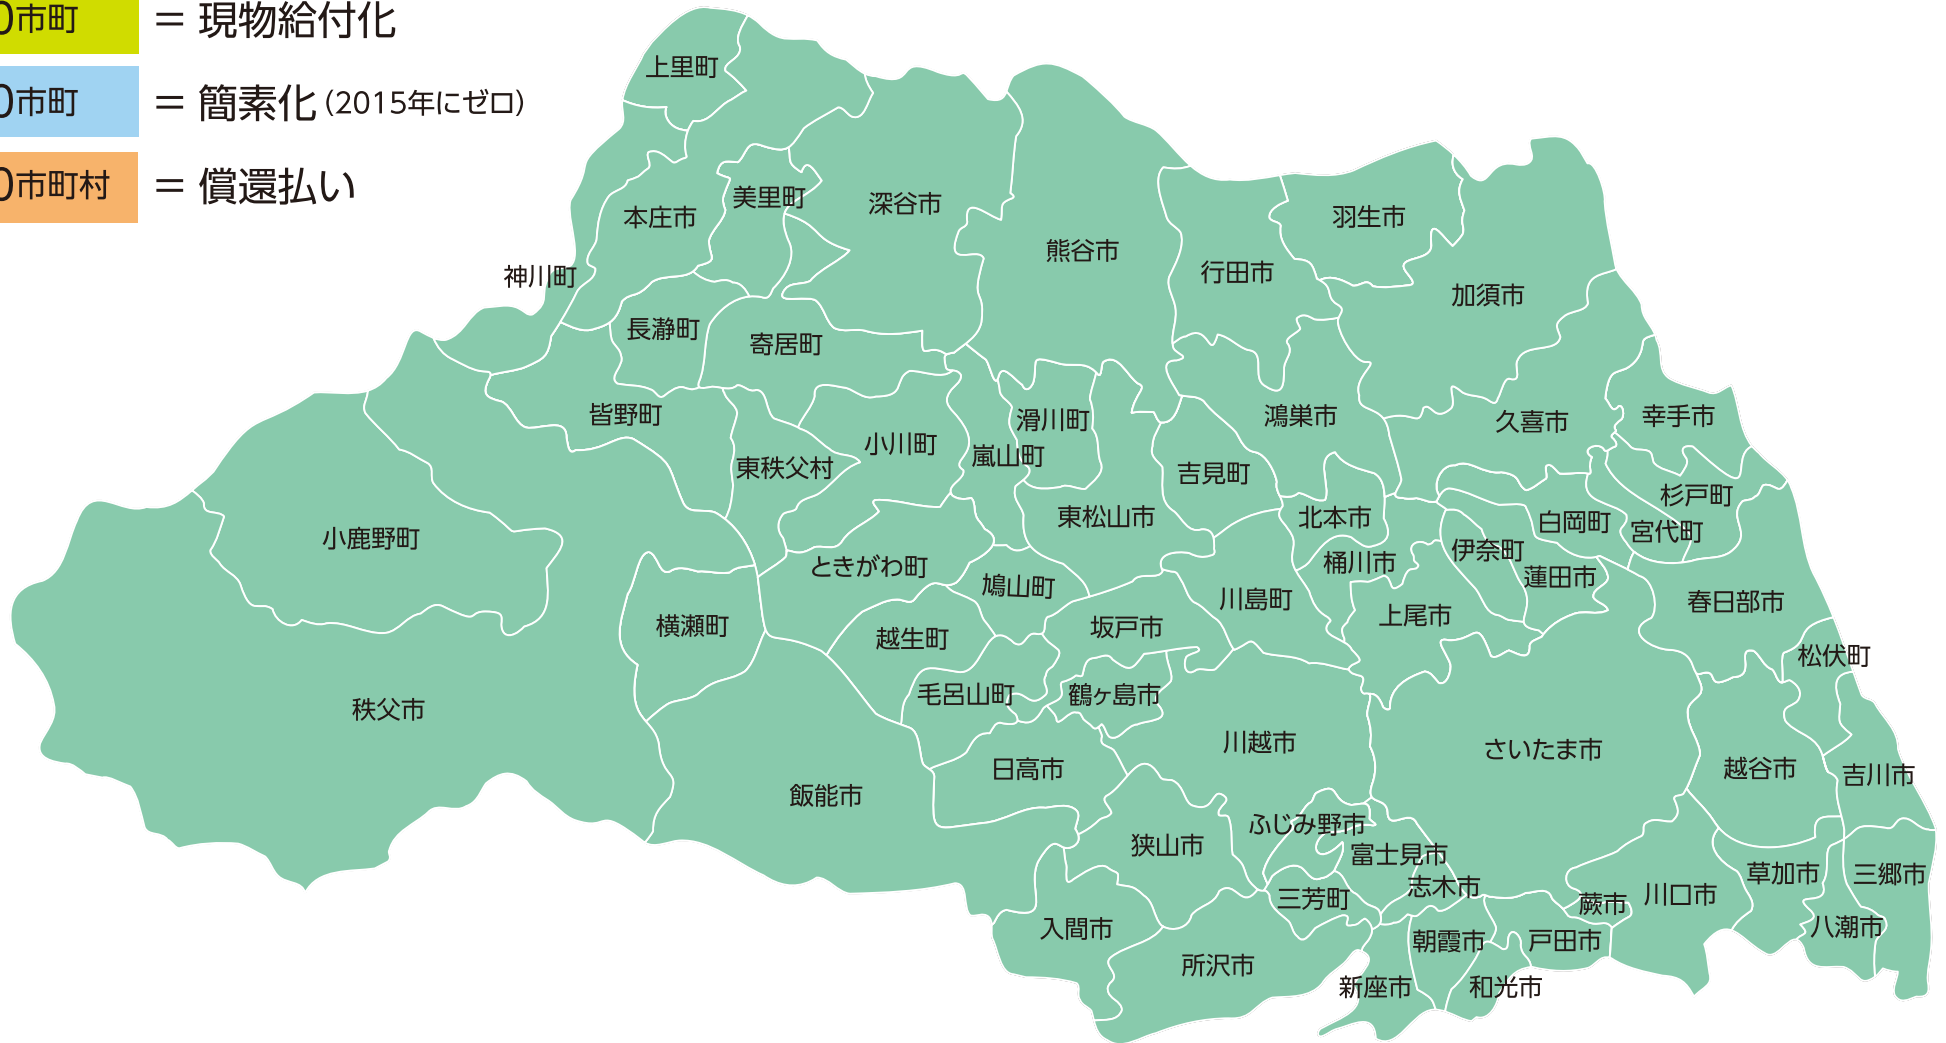 0市町 ＝ 現物給付化
0市町 ＝ 簡素化（2015年にゼロ）
0市町村 ＝ 償還払い
上里町
本庄市
美里町
深谷市
神川町
熊谷市
行田市
羽生市
加須市
長瀞町
寄居町
皆野町
東秩父村
小川町
嵐山町
滑川町
吉見町
鴻巣市
久喜市
幸手市
小鹿野町
東松山市
北本市
白岡町
杉戸町
宮代町
ときがわ町
鳩山町
桶川市
伊奈町
蓮田市
川島町
上尾市
春日部市
横瀬町
越生町
坂戸市
松伏町
秩父市
毛呂山町
鶴ヶ島市
川越市
さいたま市
越谷市
吉川市
日高市
飯能市
狭山市
ふじみ野市
富士見市
三芳町
志木市
蕨市
川口市
草加市
三郷市
入間市
所沢市
朝霞市
戸田市
八潮市
新座市
和光市